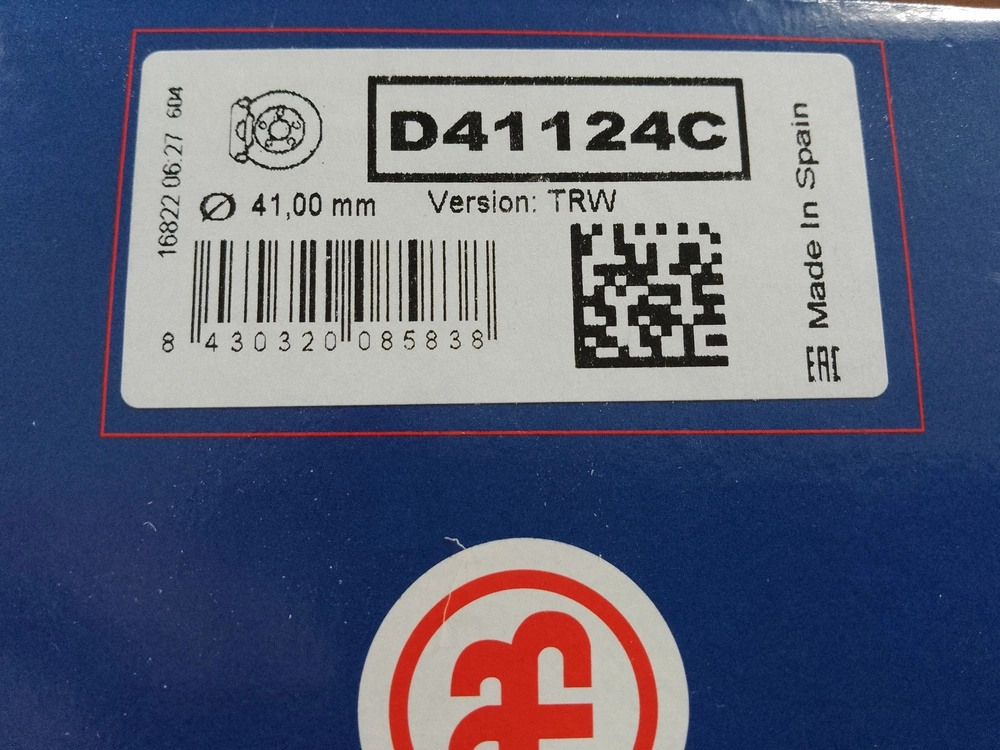 16822 06:27 604
D41124C
Ø 41,00 mm
Version: TRW
8 430320 085838
Made In Spain
EAC